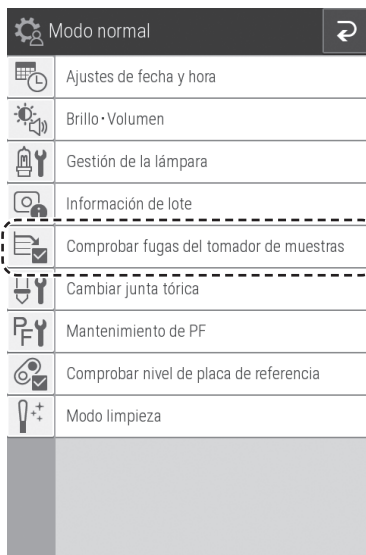 Modo normal
Ajustes de fecha y hora
Brillo·Volumen
Gestión de la lámpara
Información de lote
Comprobar fugas del tomador de muestras
Cambiar junta tórica
PF Mantenimiento de PF
Comprobar nivel de placa de referencia
Modo limpieza